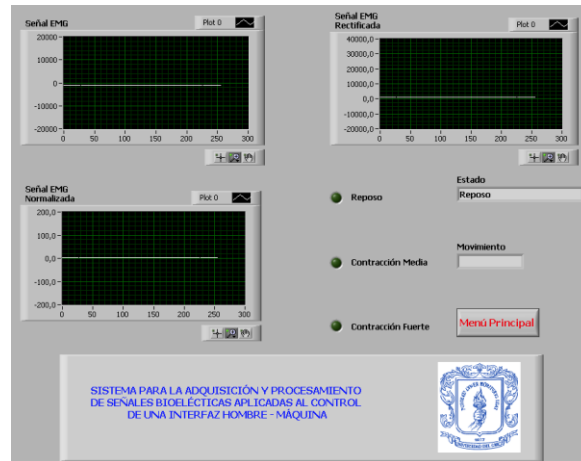 Señal EMG
Plot 0
20000
10000
0
-10000
-20000
0 50 100 150 200 250 300
Señal EMG
Rectificada
Plot 0
40000,0
30000,0
20000,0
10000,0
0,0
-10000,0
-20000,0
0 50 100 150 200 250 300
Señal EMG
Normalizada
Plot 0
200,0
100,0
0,0
-100,0
-200,0
0 50 100 150 200 250 300
Estado
Reposo
Reposo
Movimiento
Contracción Media
Contracción Fuerte
Menú Principal
SISTEMA PARA LA ADQUISICIÓN Y PROCESAMIENTO
DE SEÑALES BIOELÉCTICAS APLICADAS AL CONTROL
DE UNA INTERFAZ HOMBRE - MÁQUINA